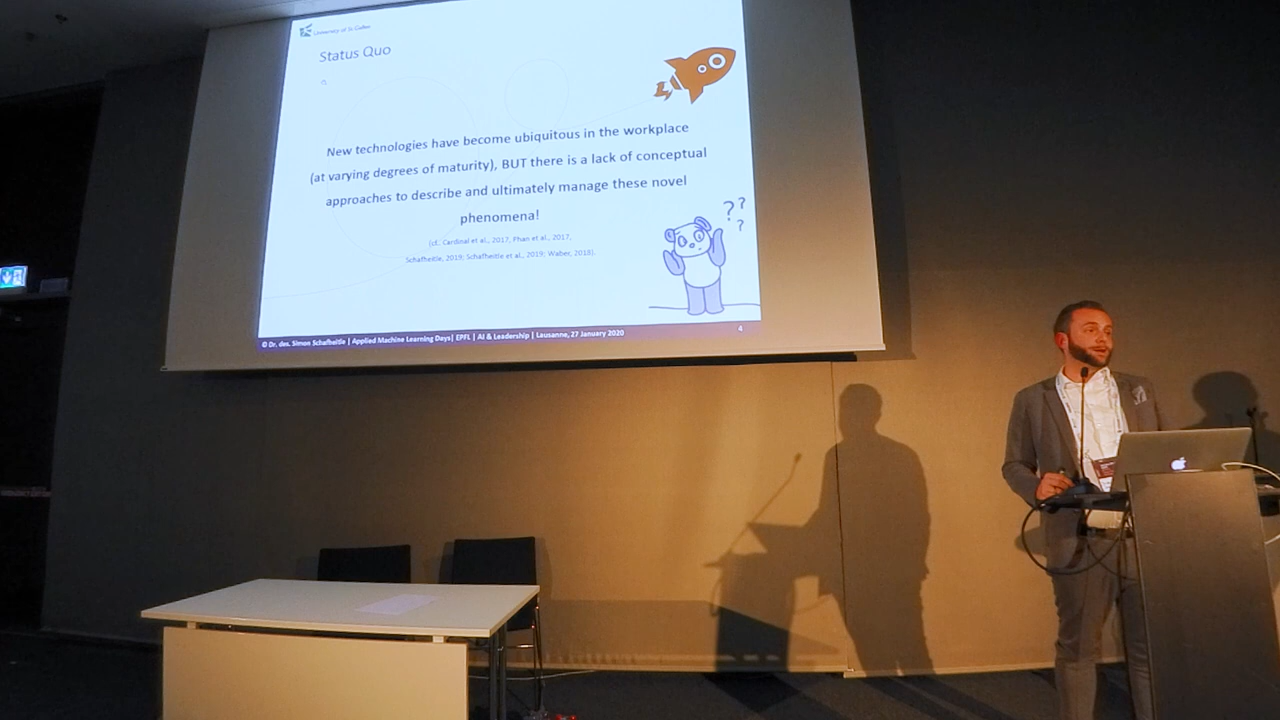 University of St.Gallen
Status Quo
New technologies have become ubiquitous in the workplace
(at varying degrees of maturity), BUT there is a lack of conceptual
approaches to describe and ultimately manage these novel
phenomena!
(cf. Cardinal et al., 2017, Phan et al., 2017,
Schafheitle, 2019; Schafheitle et al., 2019; Waber, 2018).
???
© Dr. des. Simon Schafheitle | Applied Machine Learning Days| EPFL | AI & Leadership | Lausanne, 27 January 2020
4